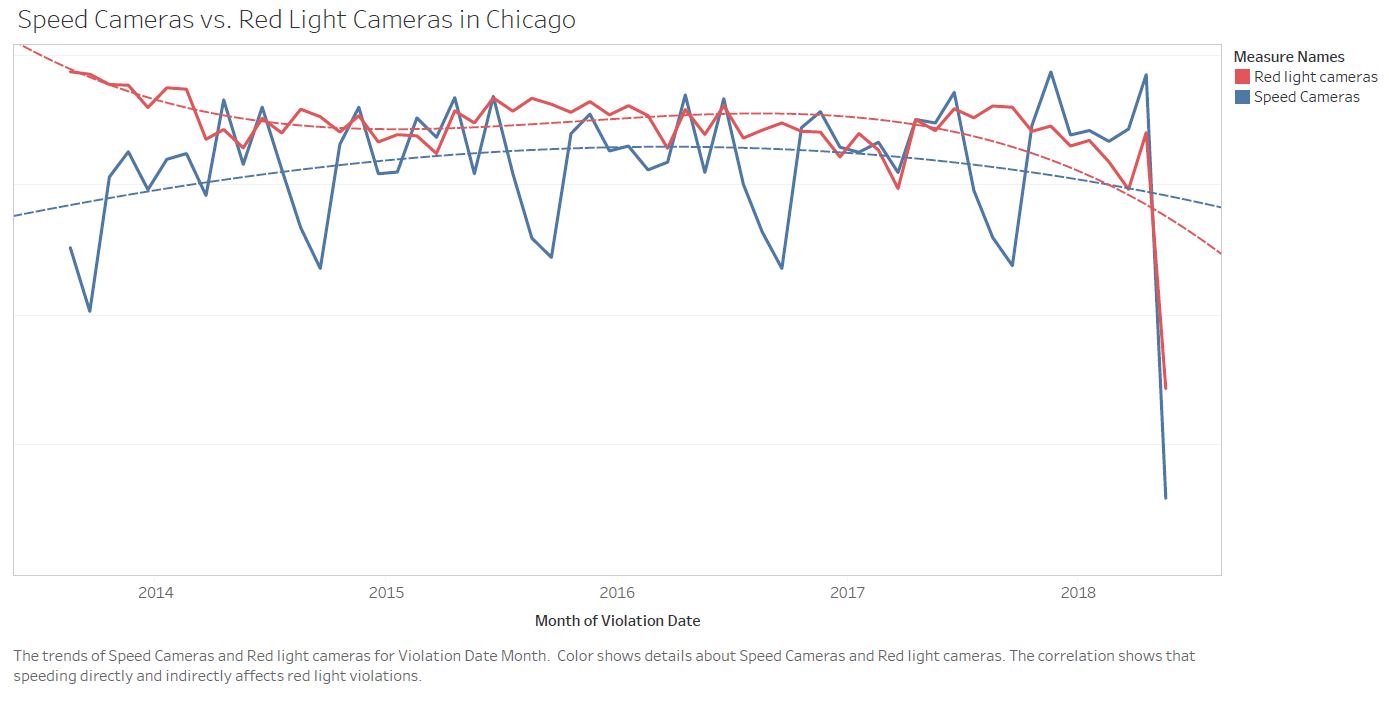 Speed Cameras vs. Red Light Cameras in Chicago
Measure Names
Red light cameras
Speed Cameras
2014
2015
2016
2017
2018
Month of Violation Date
The trends of Speed Cameras and Red light cameras for Violation Date Month.  Color shows details about Speed Cameras and Red light cameras. The correlation shows that
speeding directly and indirectly affects red light violations.